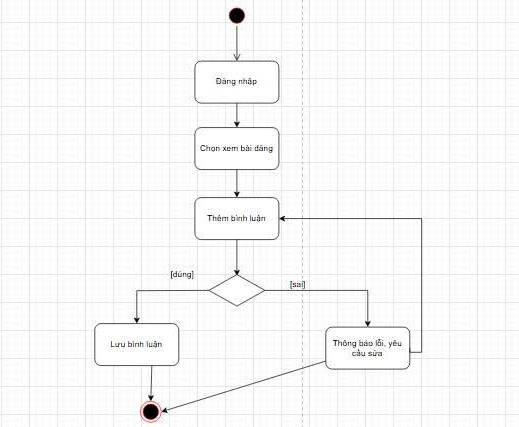 Đăng nhập
Chọn xem bài đăng
Thêm bình luận
[đúng]
[sai]
Lưu bình luận
Thông báo lỗi, yêu
cầu sửa